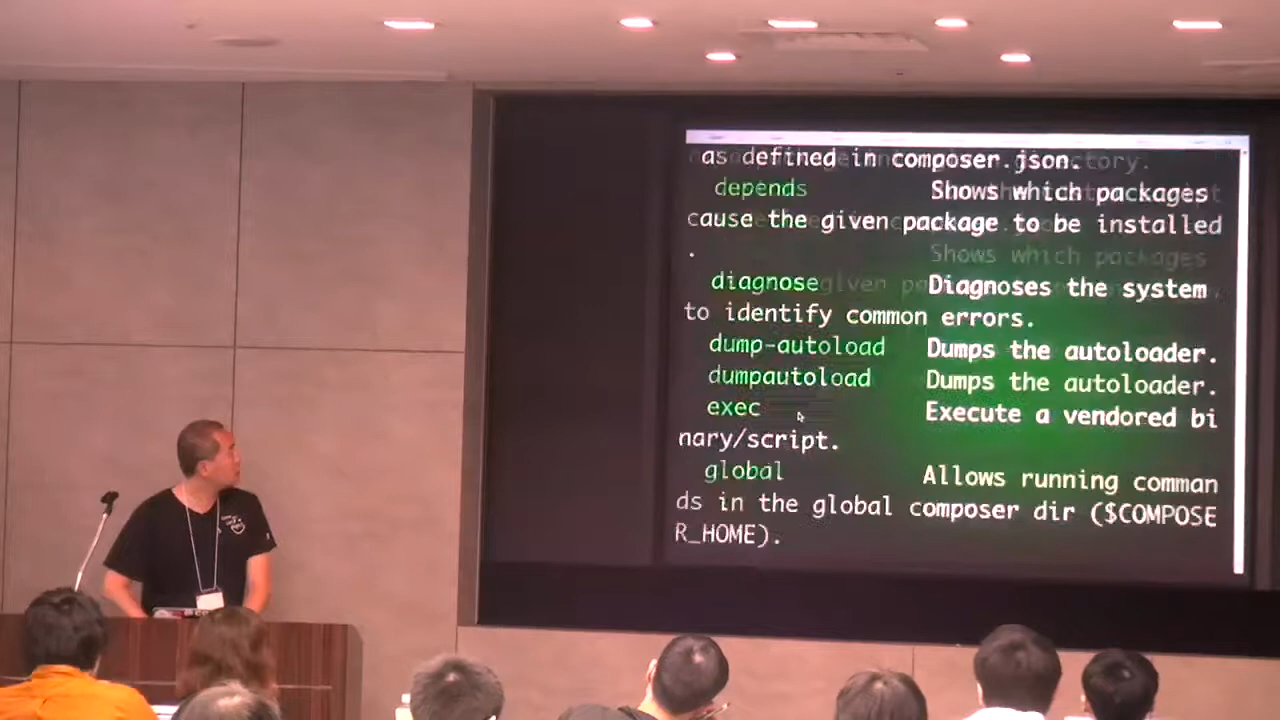 as defined in composer.json.
depends Shows which packages
cause the given package to be installed
.
diagnose Diagnoses the system
to identify common errors.
dump-autoload Dumps the autoloader.
dumpautoload Dumps the autoloader.
exec Execute a vendored bi
nary/script.
global Allows running comman
ds in the global composer dir ($COMPOSE
R_HOME).